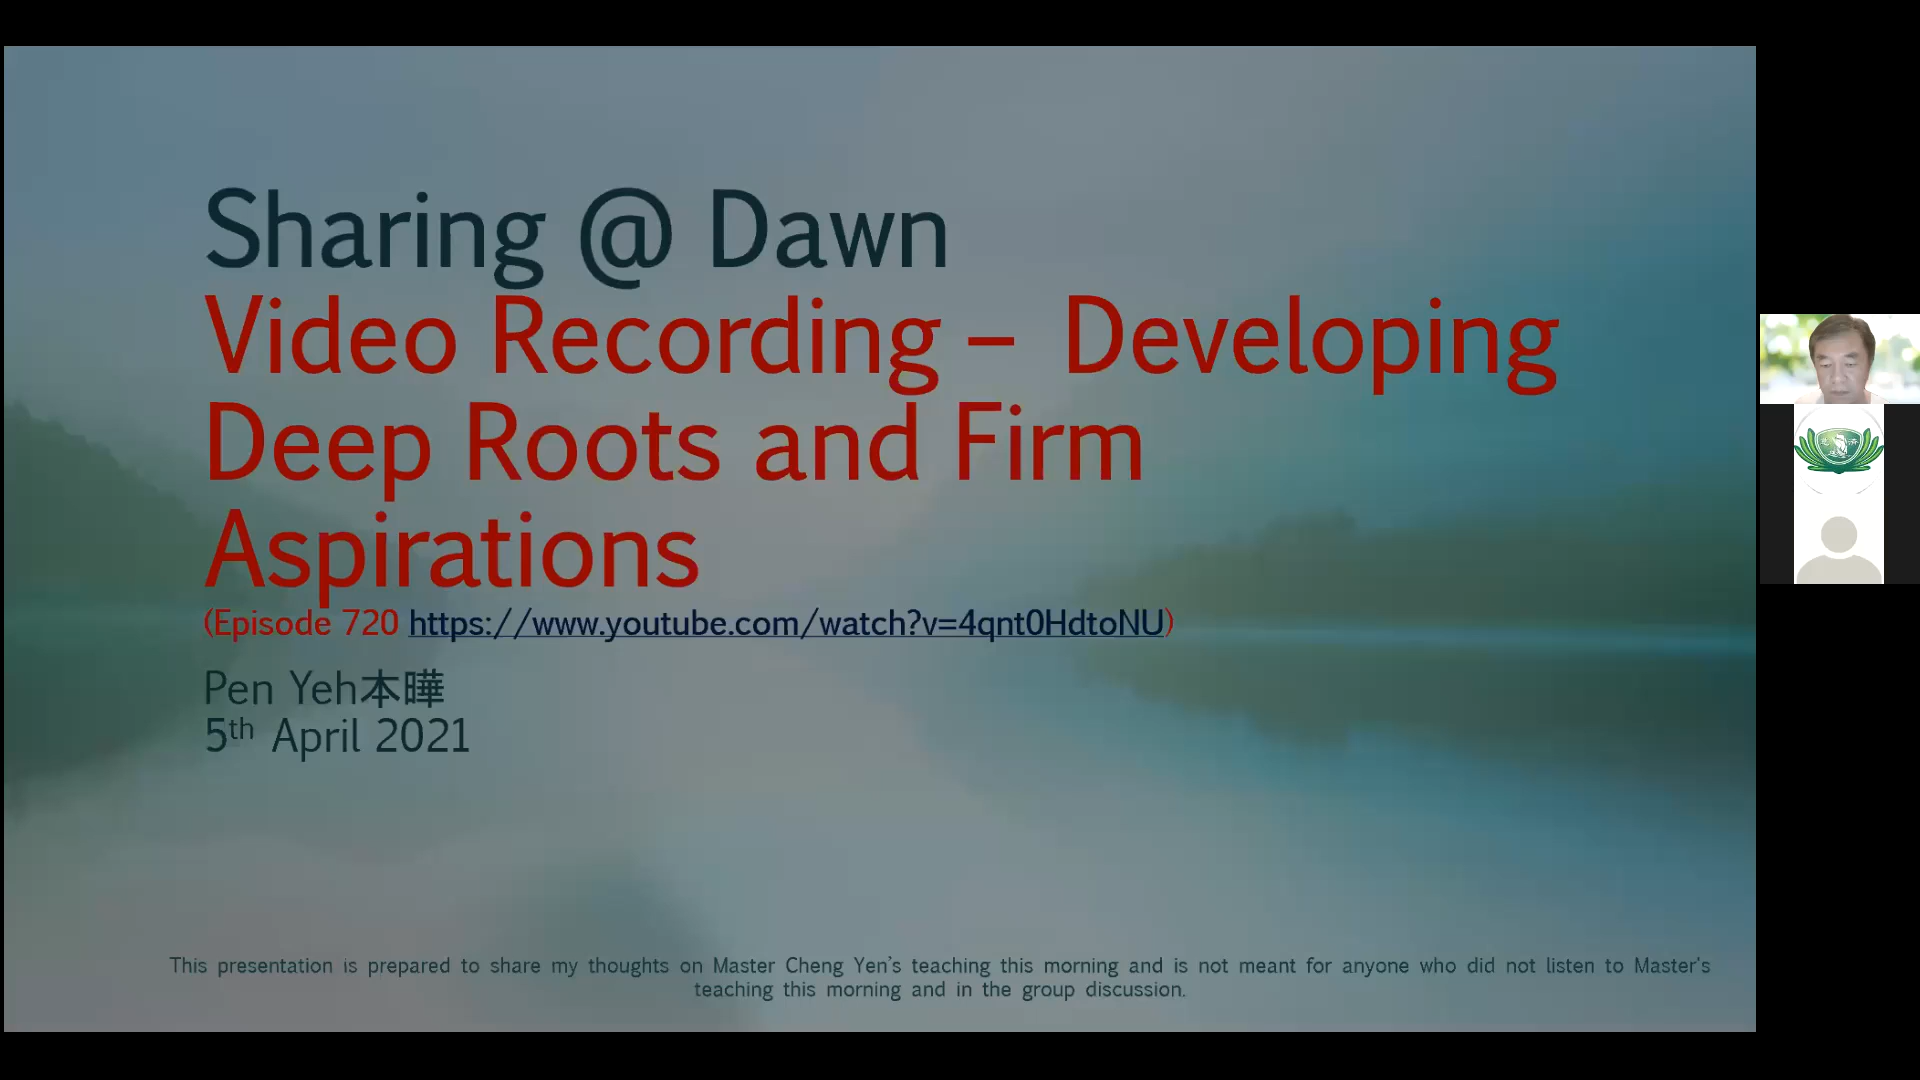 Sharing @ Dawn
Video Recording – Developing
Deep Roots and Firm
Aspirations
(Episode 720 https://www.youtube.com/watch?v=4qnt0HdtoNU)
Pen Yeh本曄
5th April 2021
This presentation is prepared to share my thoughts on Master Cheng Yen's teaching this morning and is not meant for anyone who did not listen to Master's
teaching this morning and in the group discussion.